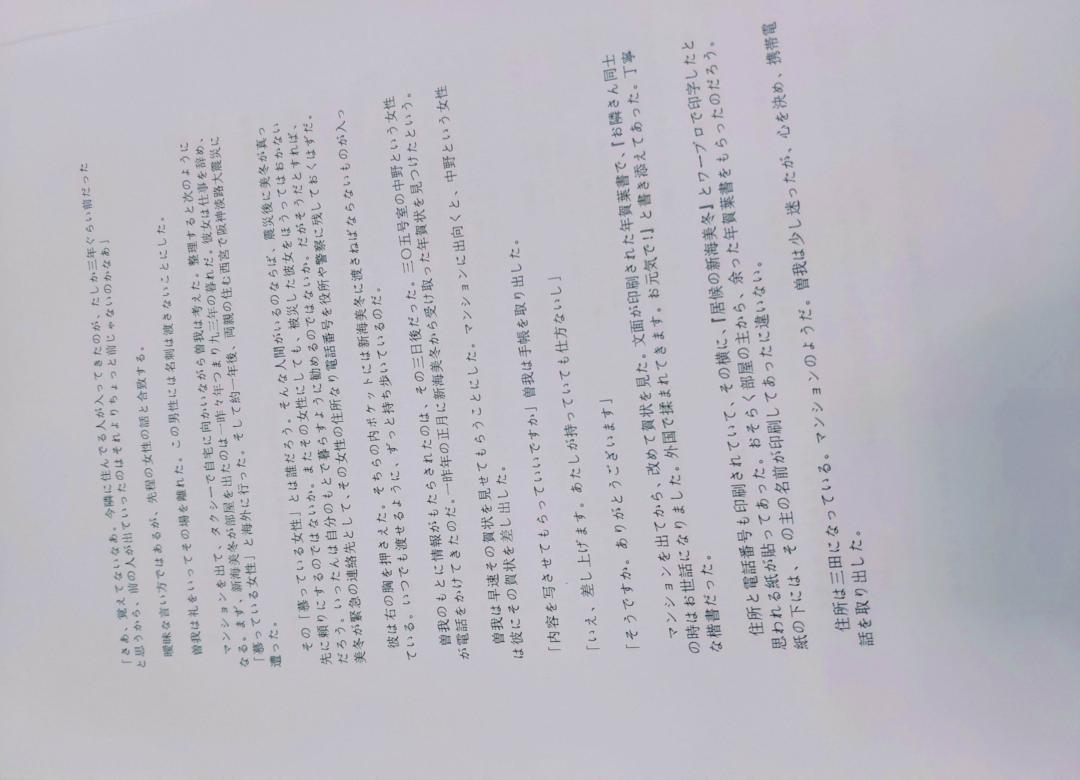 「さあ、覚えてないなあ。今隣に住んでる人が入ってきたのが、たしか三年ぐらい前だった
と思うから、前の人が出ていったのはそれよりちょっと前じゃないのかなあ」
曖昧な言い方ではあるが、先程の女性の話と合致する。
曽我は礼をいってその場を離れた。この男性には名刺は渡さないことにした。
マンションを出て、タクシーで自宅に向かいながら曽我は考えた。整理すると次のように
なる。まず、新海美冬が部屋を出たのは一昨々年つまり九三年の暮れだ。彼女は仕事を辞め、
「慕っている女性」と海外に行った。そして約一年後、両親の住む西宮で阪神淡路大震災に
遭った。
その「慕っている女性」とは誰だろう。そんな人間がいるのならば、震災後に美冬が真っ
先に頼りにするのではないか。またその女性にしても、被災した彼女をほうってはおかない
だろう。いったんは自分のもとで暮らすように勧めるのではないか。だがそうだとすれば、
美冬が緊急の連絡先として、その女性の住所なり電話番号を役所や警察に残しておくはずだ。
彼は右の胸を押さえた。そちらの内ポケットには新海美冬に渡さねばならないものが入っ
ている。いつでも渡せるように、ずっと持ち歩いているのだ。
曽我のもとに情報がもたらされたのは、その三日後だった。三〇五号室の中野という女性
が電話をかけてきたのだ。一昨年の正月に新海美冬から受け取った年賀状を見つけたという。
曽我は早速その賀状を見せてもらうことにした。マンションに出向くと、中野という女性
は彼にその賀状を差し出した。
「内容を写させてもらっていいですか」曽我は手帳を取り出した。
「いえ、差し上げます。あたしが持っていても仕方ないし」
「そうですか。ありがとうございます」
マンションを出てから、改めて賀状を見た。文面が印刷された年賀葉書で、『お隣さん同士
の時はお世話になりました。外国で揉まれてきます。お元気で!』と書き添えてあった。丁寧
な楷書だった。
住所と電話番号も印刷されていて、その横に、『居候の新海美冬』とワープロで印字したと
思われる紙が貼ってあった。おそらく部屋の主から、余った年賀葉書をもらったのだろう。
紙の下には、その主の名前が印刷してあったに違いない。
住所は三田になっている。マンションのようだ。曽我は少し迷ったが、心を決め、携帯電
話を取り出した。